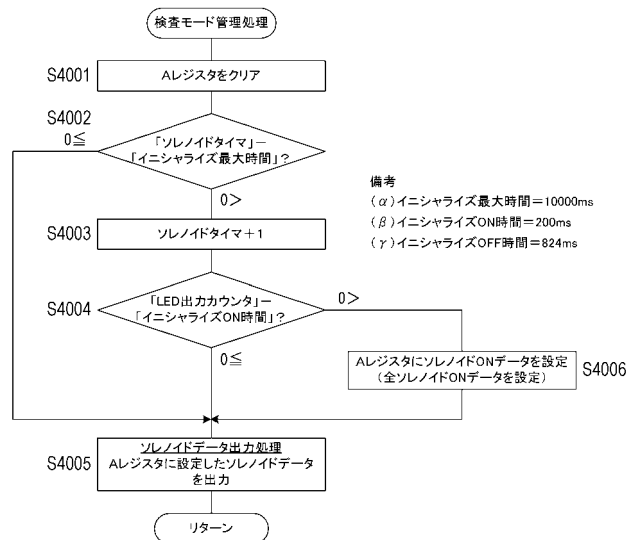 検査モード管理処理
S4001
Aレジスタをクリア
S4002
0≦
「ソレノイドタイマ」－
「イニシャライズ最大時間」？
0＞
S4003
ソレノイドタイマ＋1
S4004
「LED出力カウンタ」－
「イニシャライズON時間」？
0＞
0≦
備考
（α）イニシャライズ最大時間＝10000ms
（β）イニシャライズON時間＝200ms
（γ）イニシャライズOFF時間＝824ms
Aレジスタにソレノイドオンデータを設定
（全ソレノイドONデータを設定）
S4006
S4005
ソレノイドデータ出力処理
Aレジスタに設定したソレノイドデータ
を出力
リターン